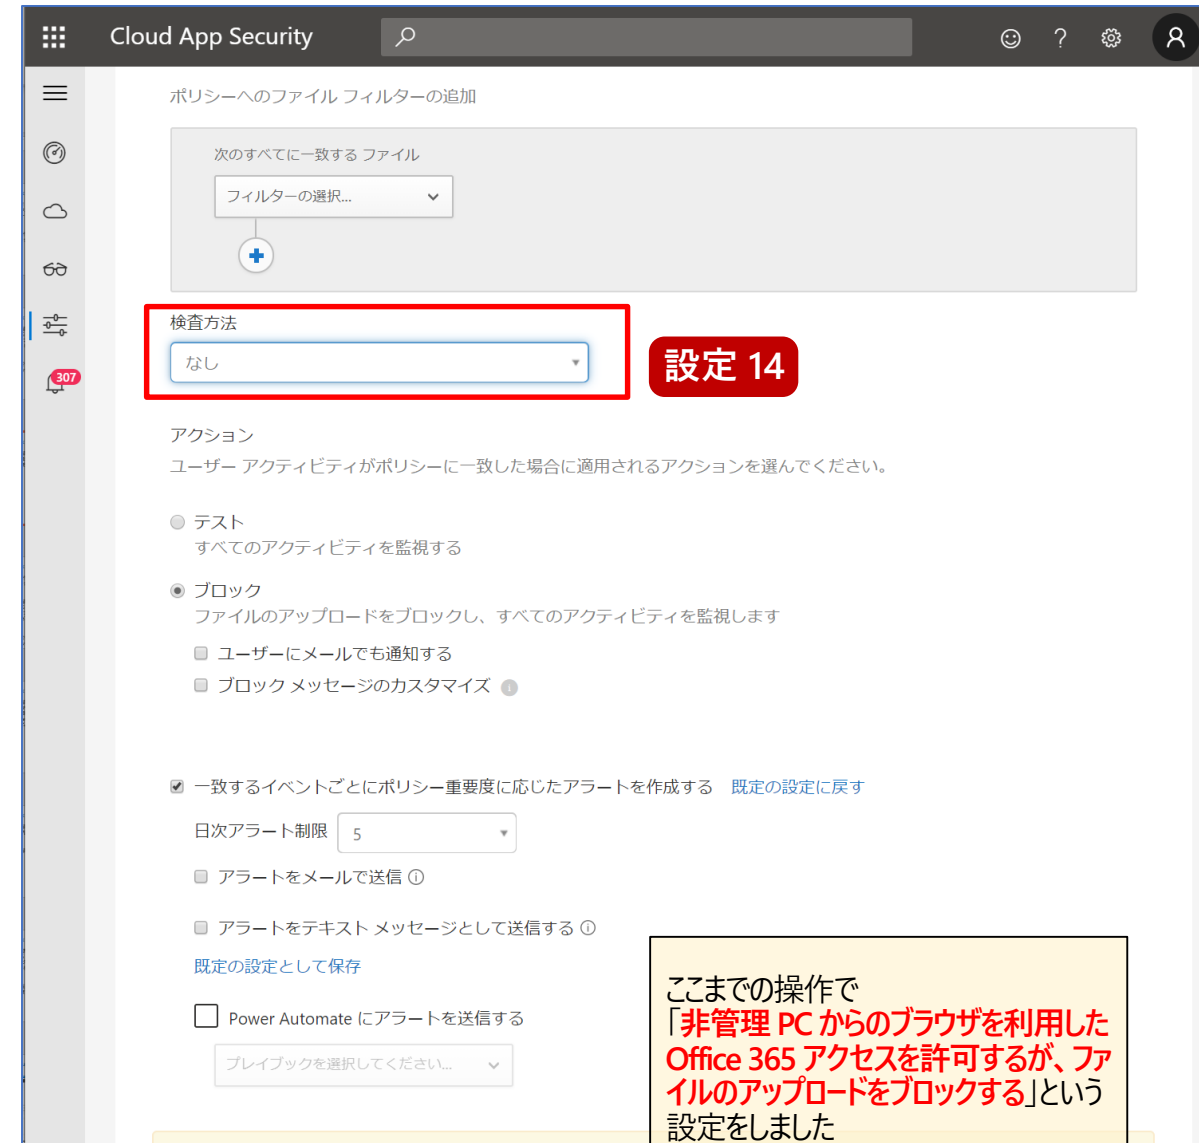 Cloud App Security
ポリシーへのファイル フィルターの追加
次のすべてに一致する ファイル
フィルターの選択...
検査方法
なし
設定 14
307
アクション
ユーザー アクティビティがポリシーに一致した場合に適用されるアクションを選んでください。
テスト
すべてのアクティビティを監視する
ブロック
ファイルのアップロードをブロックし、すべてのアクティビティを監視します
ユーザーにメールでも通知する
ブロック メッセージのカスタマイズ
一致するイベントごとにポリシー重要度に応じたアラートを作成する 既定の設定に戻す
日次アラート制限 5
アラートをメールで送信
アラートをテキスト メッセージとして送信する
既定の設定として保存
Power Automate にアラートを送信する
プレイブックを選択してください...
ここまでの操作で
「非管理 PC からのブラウザを利用した
Office 365 アクセスを許可するが、ファ
イルのアップロードをブロックする」という
設定をしました